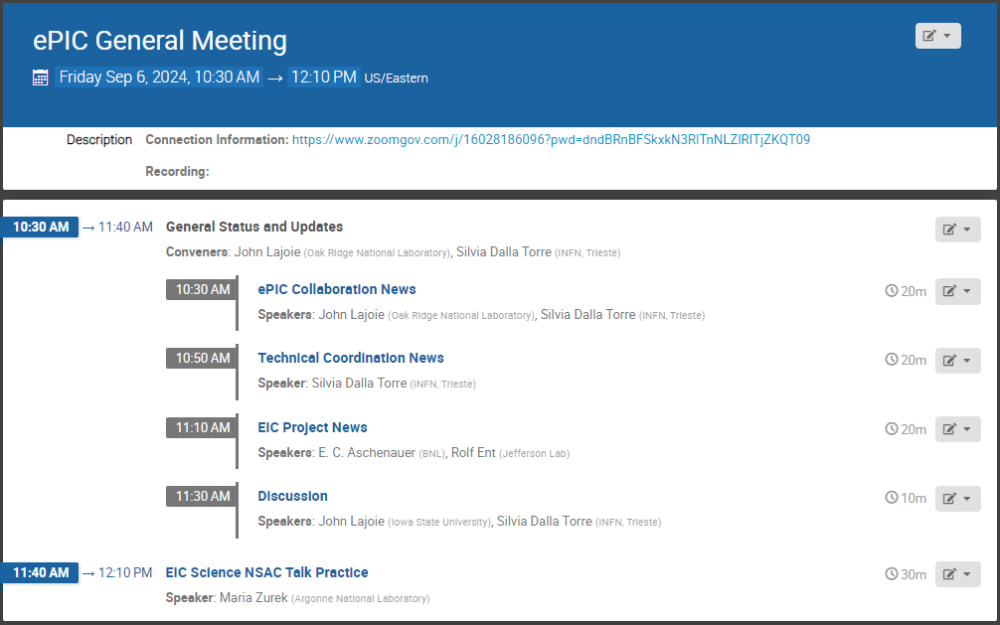 ePIC General Meeting
Friday Sep 6, 2024, 10:30 AM → 12:10 PM US/Eastern
Description Connection Information: https://www.zoomgov.com/j/16028186096?pwd=dndBRnBFSkxkN3RlTnNLZlRlTjZKQT09
Recording:
10:30 AM → 11:40 AM General Status and Updates
Conveners: John Lajoie (Oak Ridge National Laboratory), Silvia Dalla Torre (INFN, Trieste)
10:30 AM ePIC Collaboration News 20m
Speakers: John Lajoie (Oak Ridge National Laboratory), Silvia Dalla Torre (INFN, Trieste)
10:50 AM Technical Coordination News 20m
Speaker: Silvia Dalla Torre (INFN, Trieste)
11:10 AM EIC Project News 20m
Speakers: E. C. Aschenauer (BNL), Rolf Ent (Jefferson Lab)
11:30 AM Discussion 10m
Speakers: John Lajoie (Iowa State University), Silvia Dalla Torre (INFN, Trieste)
11:40 AM → 12:10 PM EIC Science NSAC Talk Practice 30m
Speaker: Maria Zurek (Argonne National Laboratory)